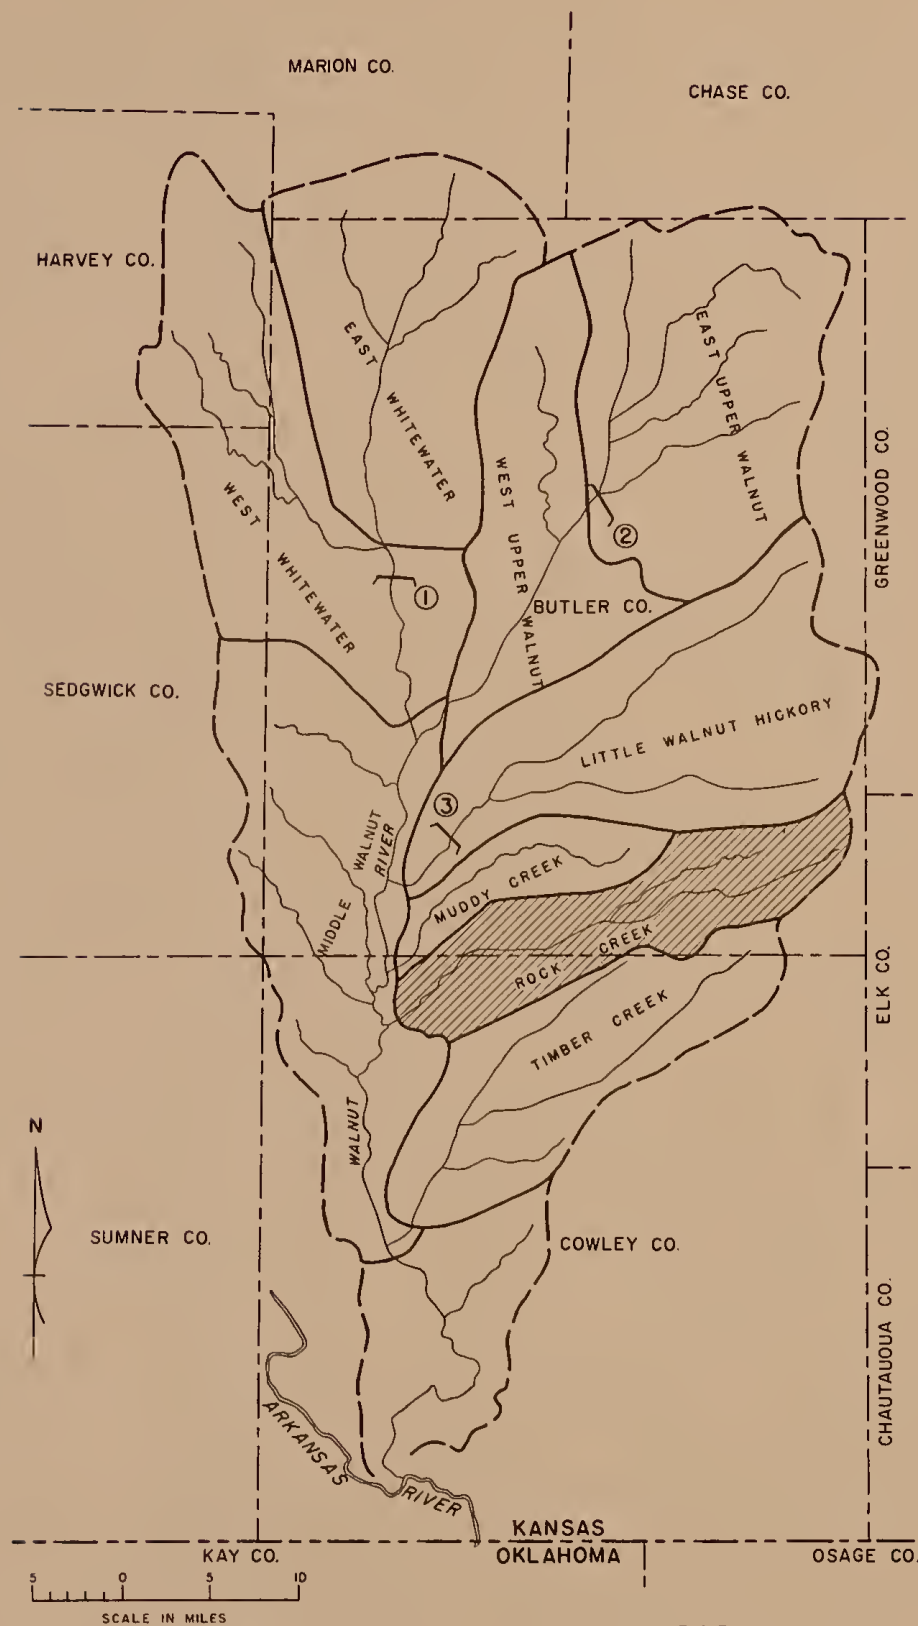 MARION CO.
CHASE CO.
HARVEY CO.
EAST WHITEWATER
EAST UPPER WALNUT
WEST WHITEWATER
WEST UPPER WALNUT
GREENWOOD CO.
2
1
BUTLER CO.
SEDGWICK CO.
LITTLE WALNUT HICKORY
3
WALNUT
RIVER
MUDDY CREEK
MIDDLE
ROCK CREEK
ELK CO.
TIMBER CREEK
WALNUT
N
SUMNER CO.
COWLEY CO.
CHAUTAUQUA CO.
ARKANSAS
RIVER
KANSAS
KAY CO.
OKLAHOMA
OSAGE CO.
5 0 5 10
SCALE IN MILES